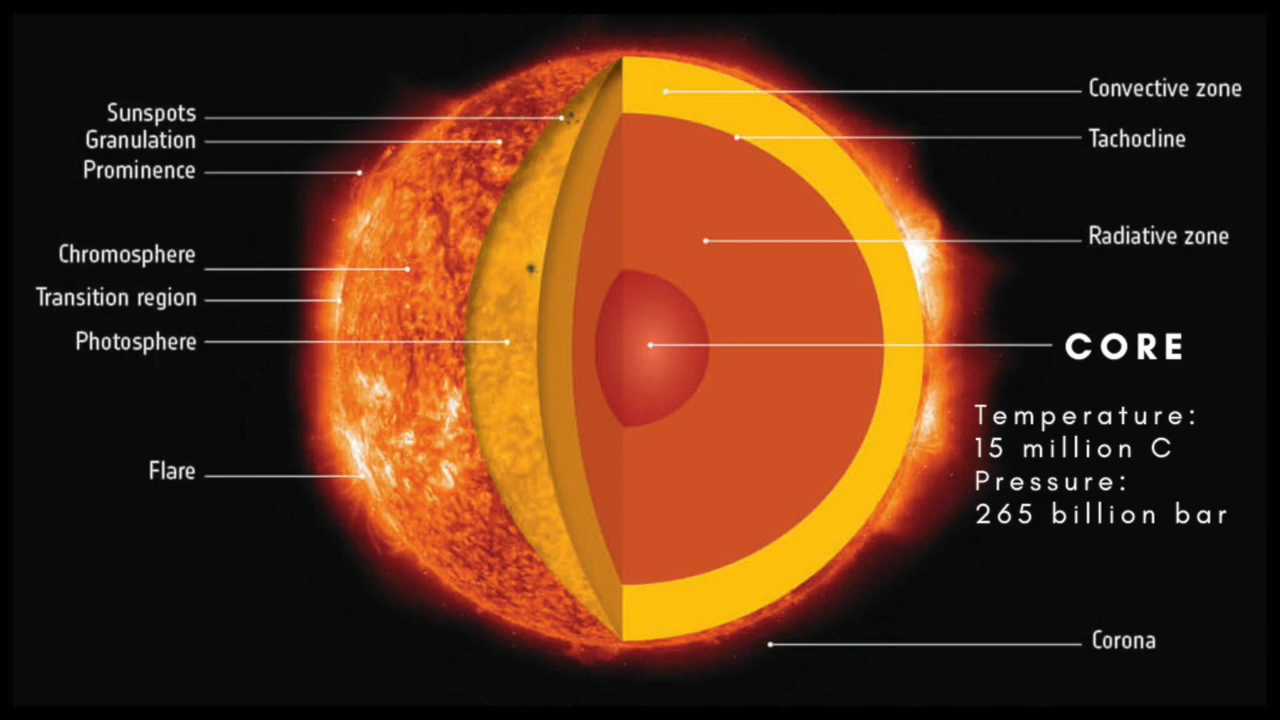 Sunspots
Granulation
Prominence
Chromosphere
Transition region
Photosphere
Flare
Convective zone
Tachocline
Radiative zone
CORE
Temperature:
15 million C
Pressure:
265 billion bar
Corona